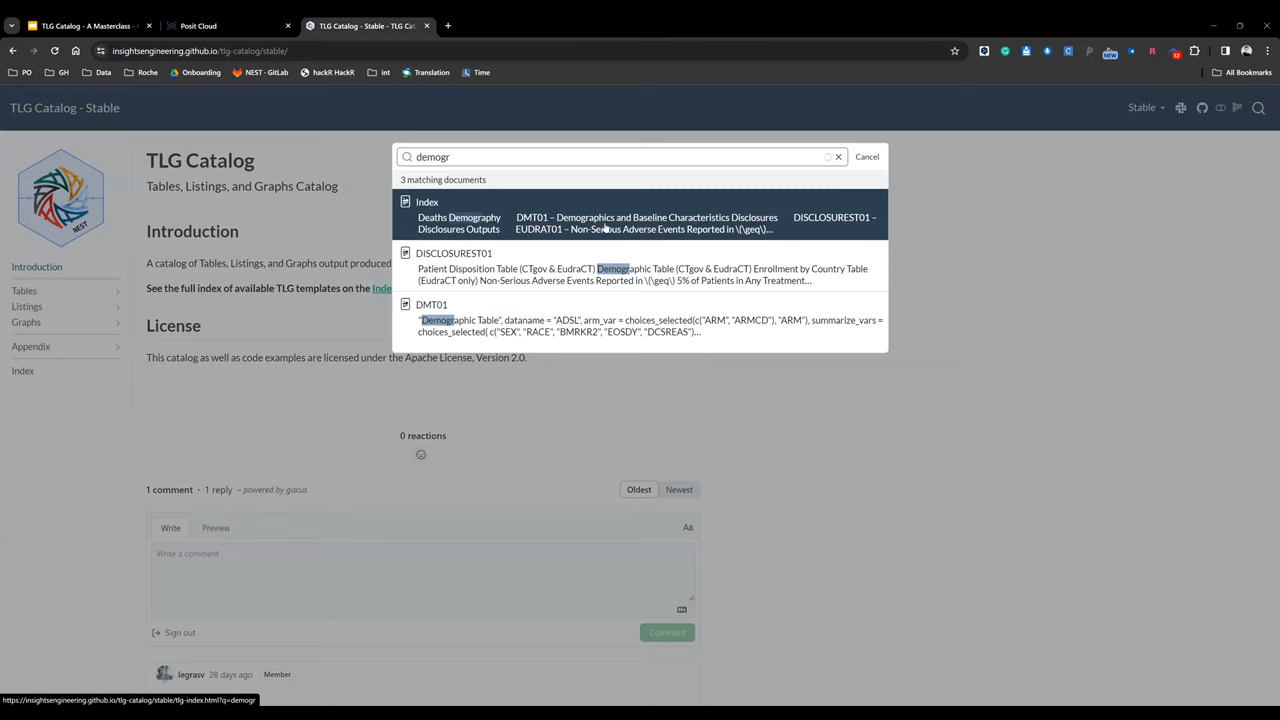 TLG Catalog - A Masterclass -
Posit Cloud
TLG Catalog - Stable - TLG Cat
insightsengineering.github.io/tlg-catalog/stable/
NEW
12
PO
GH
Data
Roche
Onboarding
NEST - GitLab
hackR HackR
int
Translation
Time
All Bookmarks
TLG Catalog - Stable
Stable
demogr
Cancel
3 matching documents
Index
Deaths Demography DMT01 – Demographics and Baseline Characteristics Disclosures DISCLOSUREST01 –
Disclosures Outputs EUDRAT01 – Non-Serious Adverse Events Reported in \(\geq\)...
DISCLOSUREST01
Patient Disposition Table (CTgov & EudraCT) Demographic Table (CTgov & EudraCT) Enrollment by Country Table
(EudraCT only) Non-Serious Adverse Events Reported in \(\geq\) 5% of Patients in Any Treatment...
DMT01
"Demographic Table", dataname = "ADSL", arm_var = choices_selected(c("ARM", "ARMCD"), "ARM"), summarize_vars =
choices_selected( c("SEX", "RACE", "BMRKR2", "EOSDY", "DCSREAS")...
NEST
Introduction
Tables
Listings
Graphs
Appendix
Index
TLG Catalog
Tables, Listings, and Graphs Catalog
Introduction
A catalog of Tables, Listings, and Graphs output produced
See the full index of available TLG templates on the Inde
License
This catalog as well as code examples are licensed under the Apache License, Version 2.0.
0 reactions
1 comment · 1 reply – powered by giscus
Oldest
Newest
Write
Preview
Aa
Write a comment
Sign out
Comment
legrasv 28 days ago Member
https://insightsengineering.github.io/tlg-catalog/stable/tlg-index.html?q=demogr